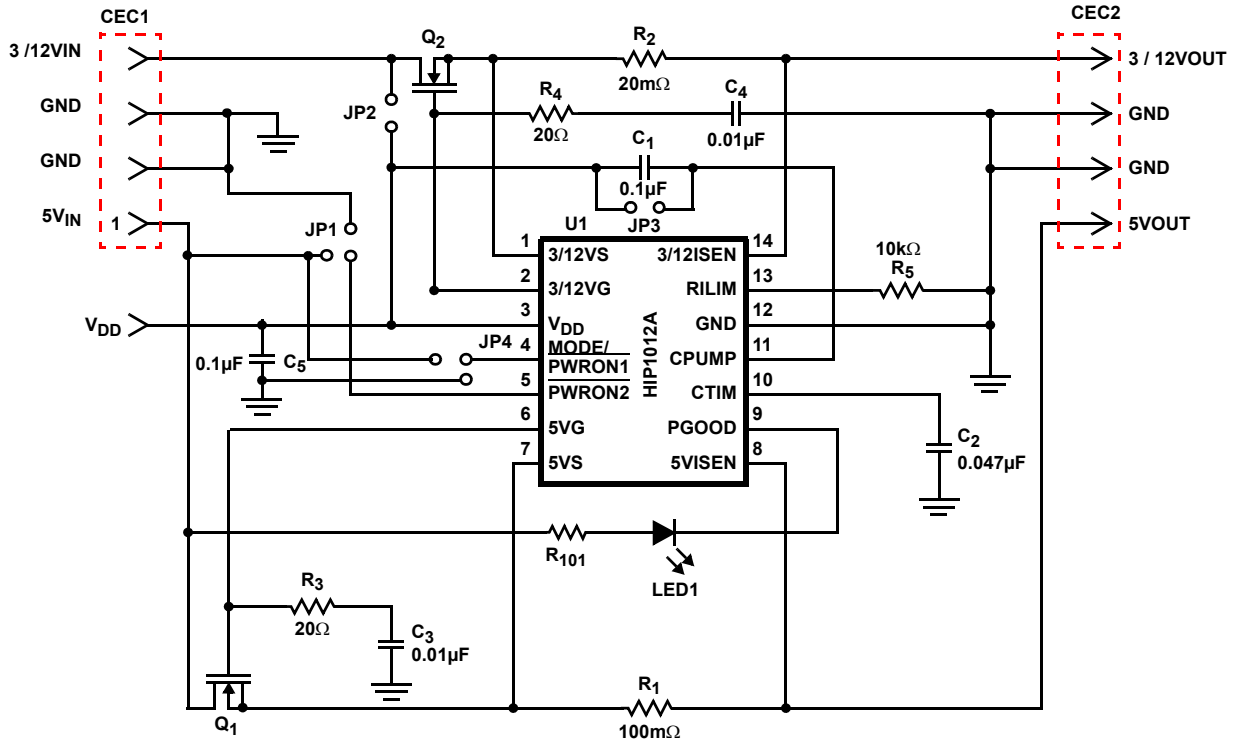 CEC1
CEC2
3 /12VIN
Q2
R2
20mΩ
3 / 12VOUT
GND
JP2
R4
20Ω
C4
0.01µF
GND
GND
C1
0.1µF
JP3
GND
5VIN
1
JP1
U1
5VOUT
1
3/12VS
3/12ISEN
14
10kΩ
R5
2
3/12VG
RILIM
13
VDD
3
VDD
GND
12
0.1µF
C5
JP4
4
MODE/
PWRON1
HIP1012A
CPUMP
11
5
PWRON2
CTIM
10
6
5VG
PGOOD
9
C2
0.047µF
7
5VS
5VISEN
8
R101
LED1
R3
20Ω
C3
0.01µF
Q1
R1
100mΩ